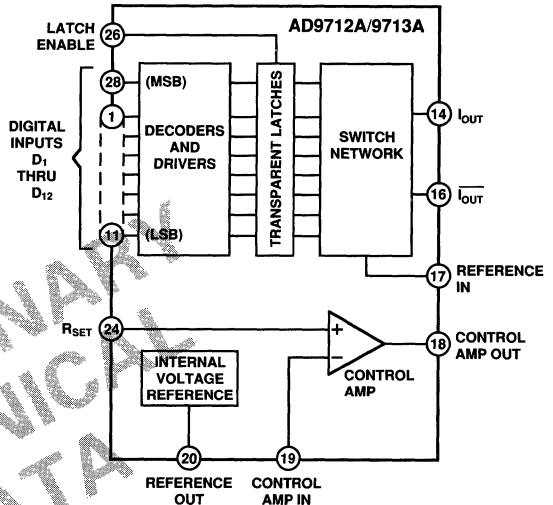 AD9712A/9713A
LATCH
ENABLE
26
28
(MSB)
1
DIGITAL
INPUTS
D1
THRU
D12
DECODERS
AND
DRIVERS
TRANSPARENT LATCHES
SWITCH
NETWORK
14
IOUT
16
IOUT
11
(LSB)
17
REFERENCE
IN
RSET
24
+
−
CONTROL
AMP
18
CONTROL
AMP OUT
INTERNAL
VOLTAGE
REFERENCE
20
19
REFERENCE
OUT
CONTROL
AMP IN